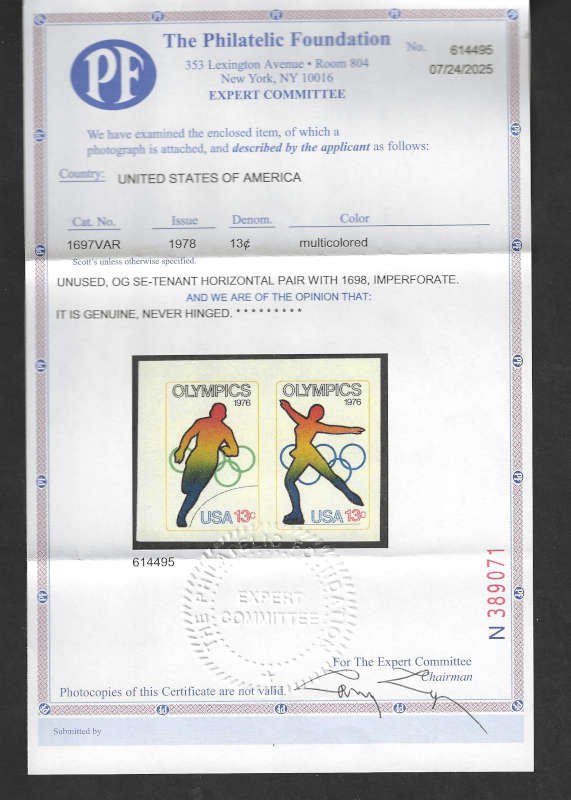 PF
The Philatelic Foundation
353 Lexington Avenue • Room 804
New York, NY 10016
EXPERT COMMITTEE
No. 614495
07/24/2025
We have examined the enclosed item, of which a
photograph is attached, and described by the applicant as follows:
Country: UNITED STATES OF AMERICA
Cat. No. Issue Denom. Color
1697VAR 1978 13¢ multicolored
Scott's unless otherwise specified.
UNUSED, OG SE-TENANT HORIZONTAL PAIR WITH 1698, IMPERFORATE.
AND WE ARE OF THE OPINION THAT:
IT IS GENUINE, NEVER HINGED. * * * * * * * * *
OLYMPICS
1976
USA 13c
OLYMPICS
1976
USA 13c
614495
THE PHILATELIC FOUNDATION
EXPERT
COMMITTEE
N 389071
For The Expert Committee
Chairman
Photocopies of this Certificate are not valid.
Submitted by